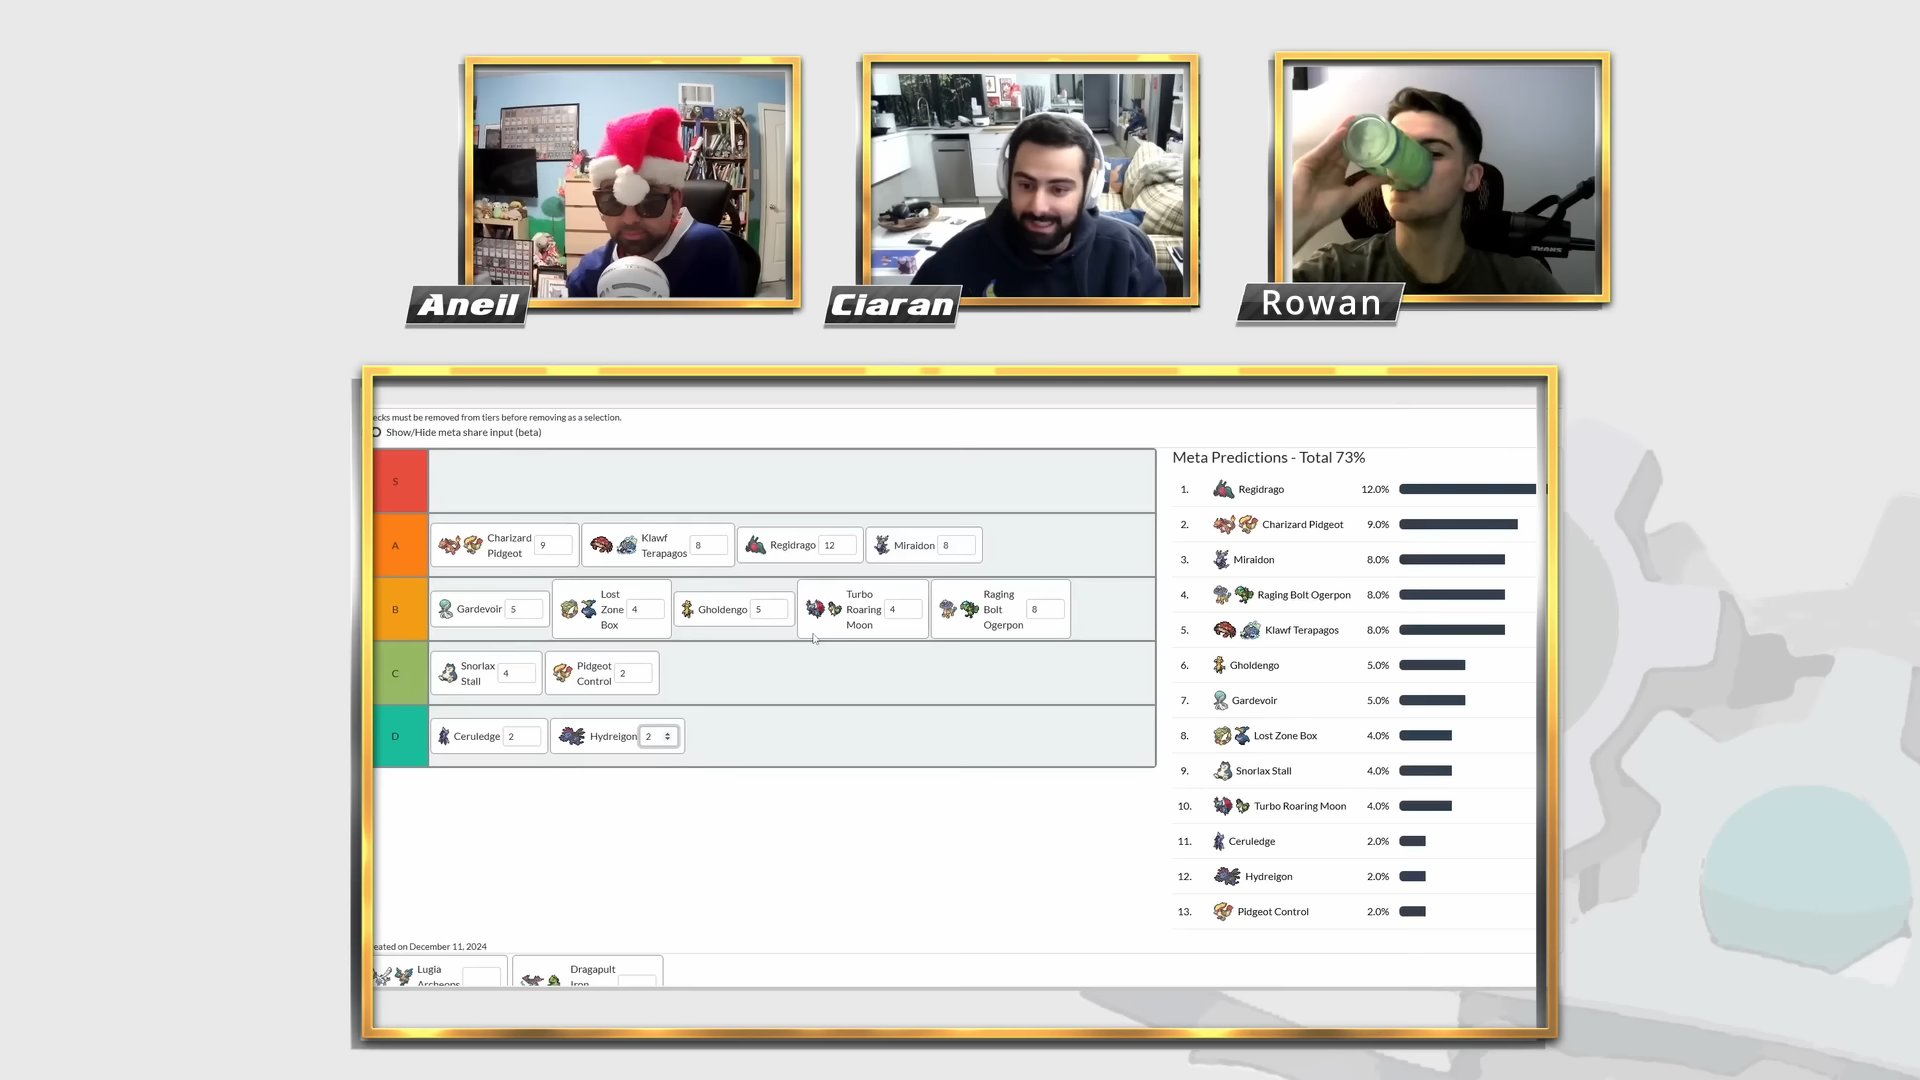 Aneil
Ciaran
Rowan
ecks must be removed from tiers before removing as a selection.
Show/Hide meta share input (beta)
S
A
Charizard
Pidgeot
9
Klawf
Terapagos
8
Regidrago
12
Miraidon
8
B
Gardevoir
5
Lost
Zone
Box
4
Gholdengo
5
Turbo
Roaring
Moon
4
Raging
Bolt
Ogerpon
8
C
Snorlax
Stall
4
Pidgeot
Control
2
D
Ceruledge
2
Hydreigon
2
eated on December 11, 2024
Lugia
Archeops
Dragapult
Iron
Meta Predictions - Total 73%
1. Regidrago 12.0%
2. Charizard Pidgeot 9.0%
3. Miraidon 8.0%
4. Raging Bolt Ogerpon 8.0%
5. Klawf Terapagos 8.0%
6. Gholdengo 5.0%
7. Gardevoir 5.0%
8. Lost Zone Box 4.0%
9. Snorlax Stall 4.0%
10. Turbo Roaring Moon 4.0%
11. Ceruledge 2.0%
12. Hydreigon 2.0%
13. Pidgeot Control 2.0%